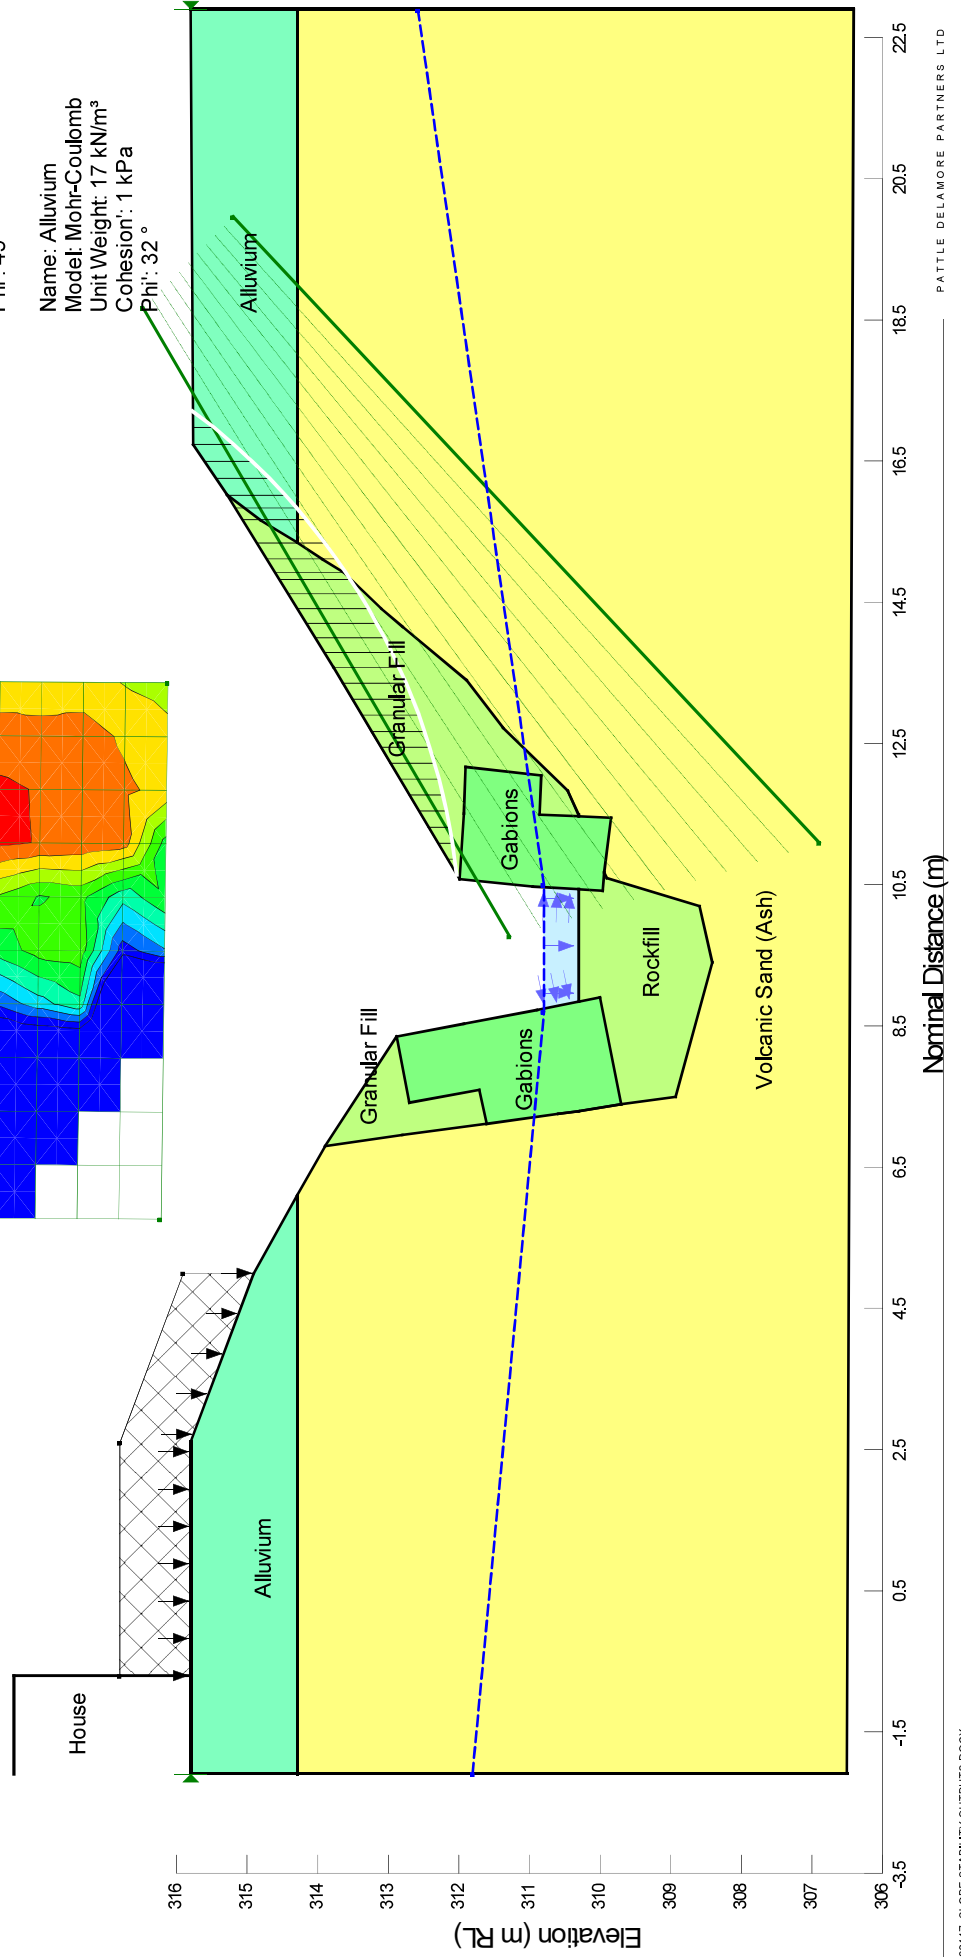 Name: Alluvium
Model: Mohr-Coulomb
Unit Weight: 17 kN/m³
Cohesion': 1 kPa
Phi': 32 °
House
Alluvium
Granular Fill
Gabions
Rockfill
Volcanic Sand (Ash)
Gabions
Granular Fill
Alluvium
Elevation (m RL)
316
315
314
313
312
311
310
309
308
307
306
-3.5
-1.5
0.5
2.5
4.5
6.5
8.5
10.5
12.5
14.5
16.5
18.5
20.5
22.5
Nominal Distance (m)
PATTLE DELAMORE PARTNERS LTD